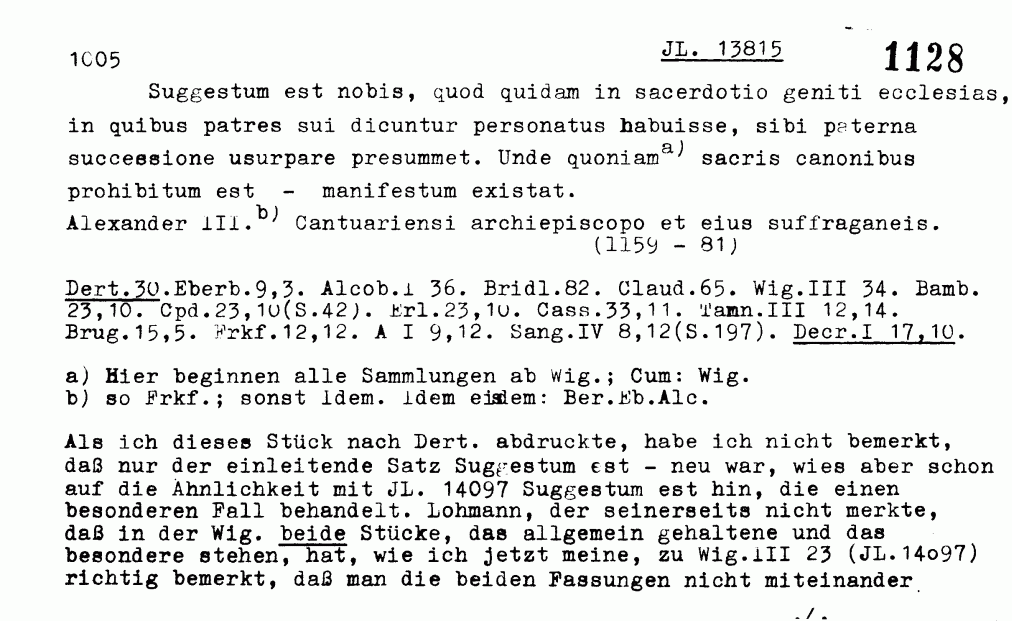 1005 JL. 13815 1128
Suggestum est nobis, quod quidam in sacerdotio geniti ecclesias,
in quibus patres sui dicuntur personatus habuisse, sibi paterna
successione usurpare presummet. Unde quoniam a) sacris canonibus
prohibitum est - manifestum existat.
Alexander III. b) Cantuariensi archiepiscopo et eius suffraganeis.
(1159 - 81)
Dert.30.Eberb.9,3. Alcob.1 36. Bridl.82. Claud.65. Wig.III 34. Bamb.
23,10. Cpd.23,10(S.42). Erl.23,10. Cass.33,11. Tamn.III 12,14.
Brug.15,5. Frkf.12,12. A I 9,12. Sang.IV 8,12(S.197). Decr.I 17,10.
a) Hier beginnen alle Sammlungen ab Wig.; Cum: Wig.
b) so Frkf.; sonst Idem. Idem eisdem: Ber.Eb.Alc.
Als ich dieses Stück nach Dert. abdruckte, habe ich nicht bemerkt,
daß nur der einleitende Satz Suggestum est - neu war, wies aber schon
auf die Ähnlichkeit mit JL. 14097 Suggestum est hin, die einen
besonderen Fall behandelt. Lohmann, der seinerseits nicht merkte,
daß in der Wig. beide Stücke, das allgemein gehaltene und das
besondere stehen, hat, wie ich jetzt meine, zu Wig.III 23 (JL.14o97)
richtig bemerkt, daß man die beiden Fassungen nicht miteinander
./.